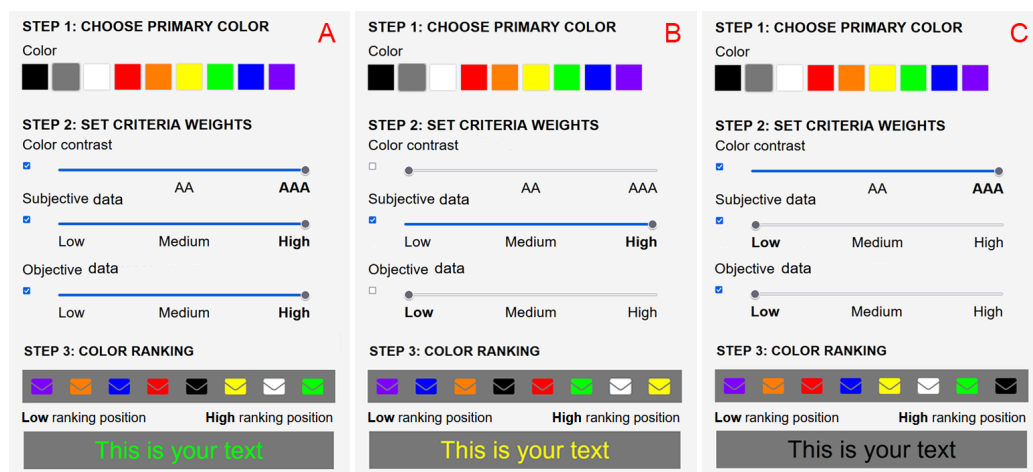 STEP 1: CHOOSE PRIMARY COLOR
A
Color
STEP 2: SET CRITERIA WEIGHTS
Color contrast
AA AAA
Subjective data
Low Medium High
Objective data
Low Medium High
STEP 3: COLOR RANKING
Low ranking position High ranking position
This is your text
STEP 1: CHOOSE PRIMARY COLOR
B
Color
STEP 2: SET CRITERIA WEIGHTS
Color contrast
AA AAA
Subjective data
Low Medium High
Objective data
Low Medium High
STEP 3: COLOR RANKING
Low ranking position High ranking position
This is your text
STEP 1: CHOOSE PRIMARY COLOR
C
Color
STEP 2: SET CRITERIA WEIGHTS
Color contrast
AA AAA
Subjective data
Low Medium High
Objective data
Low Medium High
STEP 3: COLOR RANKING
Low ranking position High ranking position
This is your text